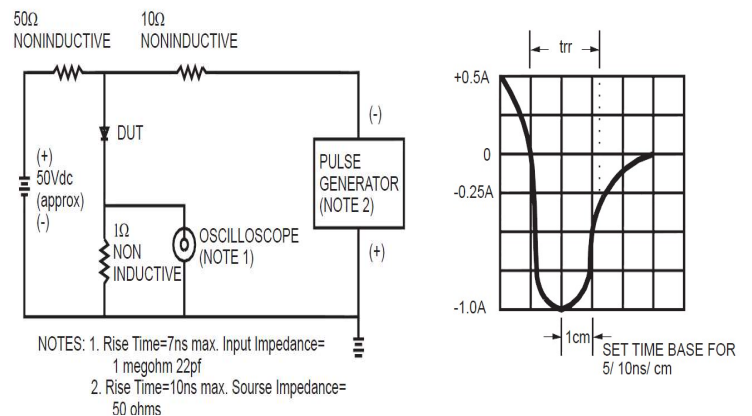 50Ω
NONINDUCTIVE
10Ω
NONINDUCTIVE
DUT
(+)
50Vdc
(approx)
(-)
1Ω
NON
INDUCTIVE
OSCILLOSCOPE
(NOTE 1)
(-)
PULSE
GENERATOR
(NOTE 2)
(+)
NOTES: 1. Rise Time=7ns max. Input Impedance=
1 megohm 22pf
2. Rise Time=10ns max. Sourse Impedance=
50 ohms
trr
+0.5A
0
-0.25A
-1.0A
1cm
SET TIME BASE FOR
5/ 10ns/ cm